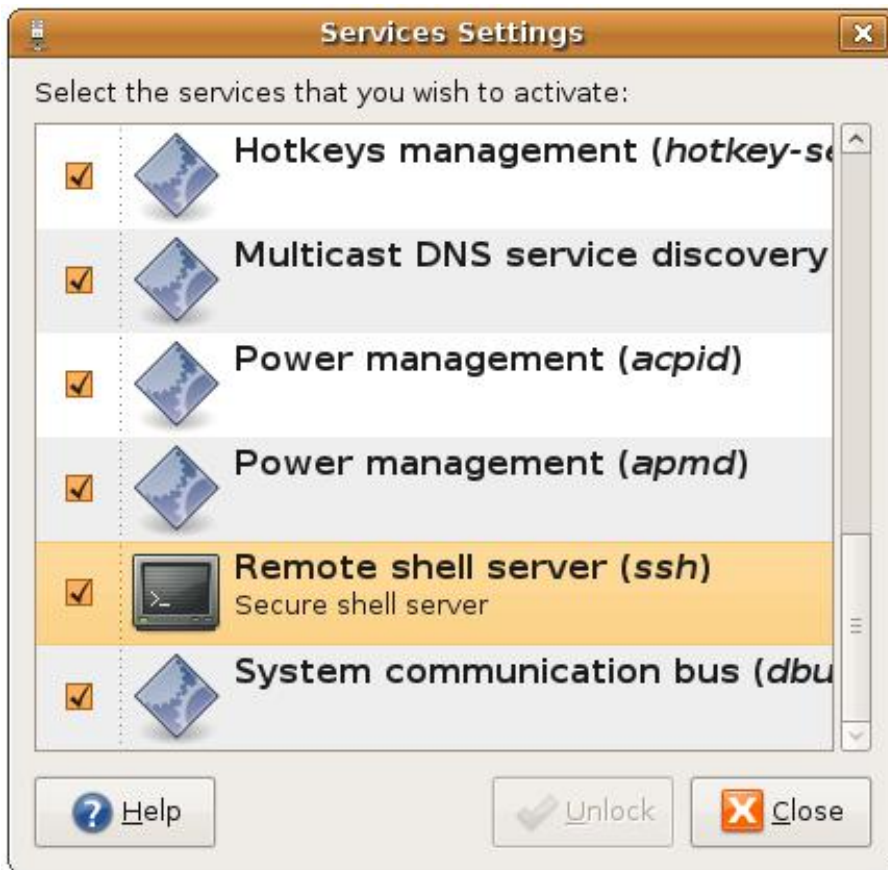 Services Settings
Select the services that you wish to activate:
Hotkeys management (hotkey-se
Multicast DNS service discovery
Power management (acpid)
Power management (apmd)
Remote shell server (ssh)
Secure shell server
System communication bus (dbu
Help
Unlock
Close